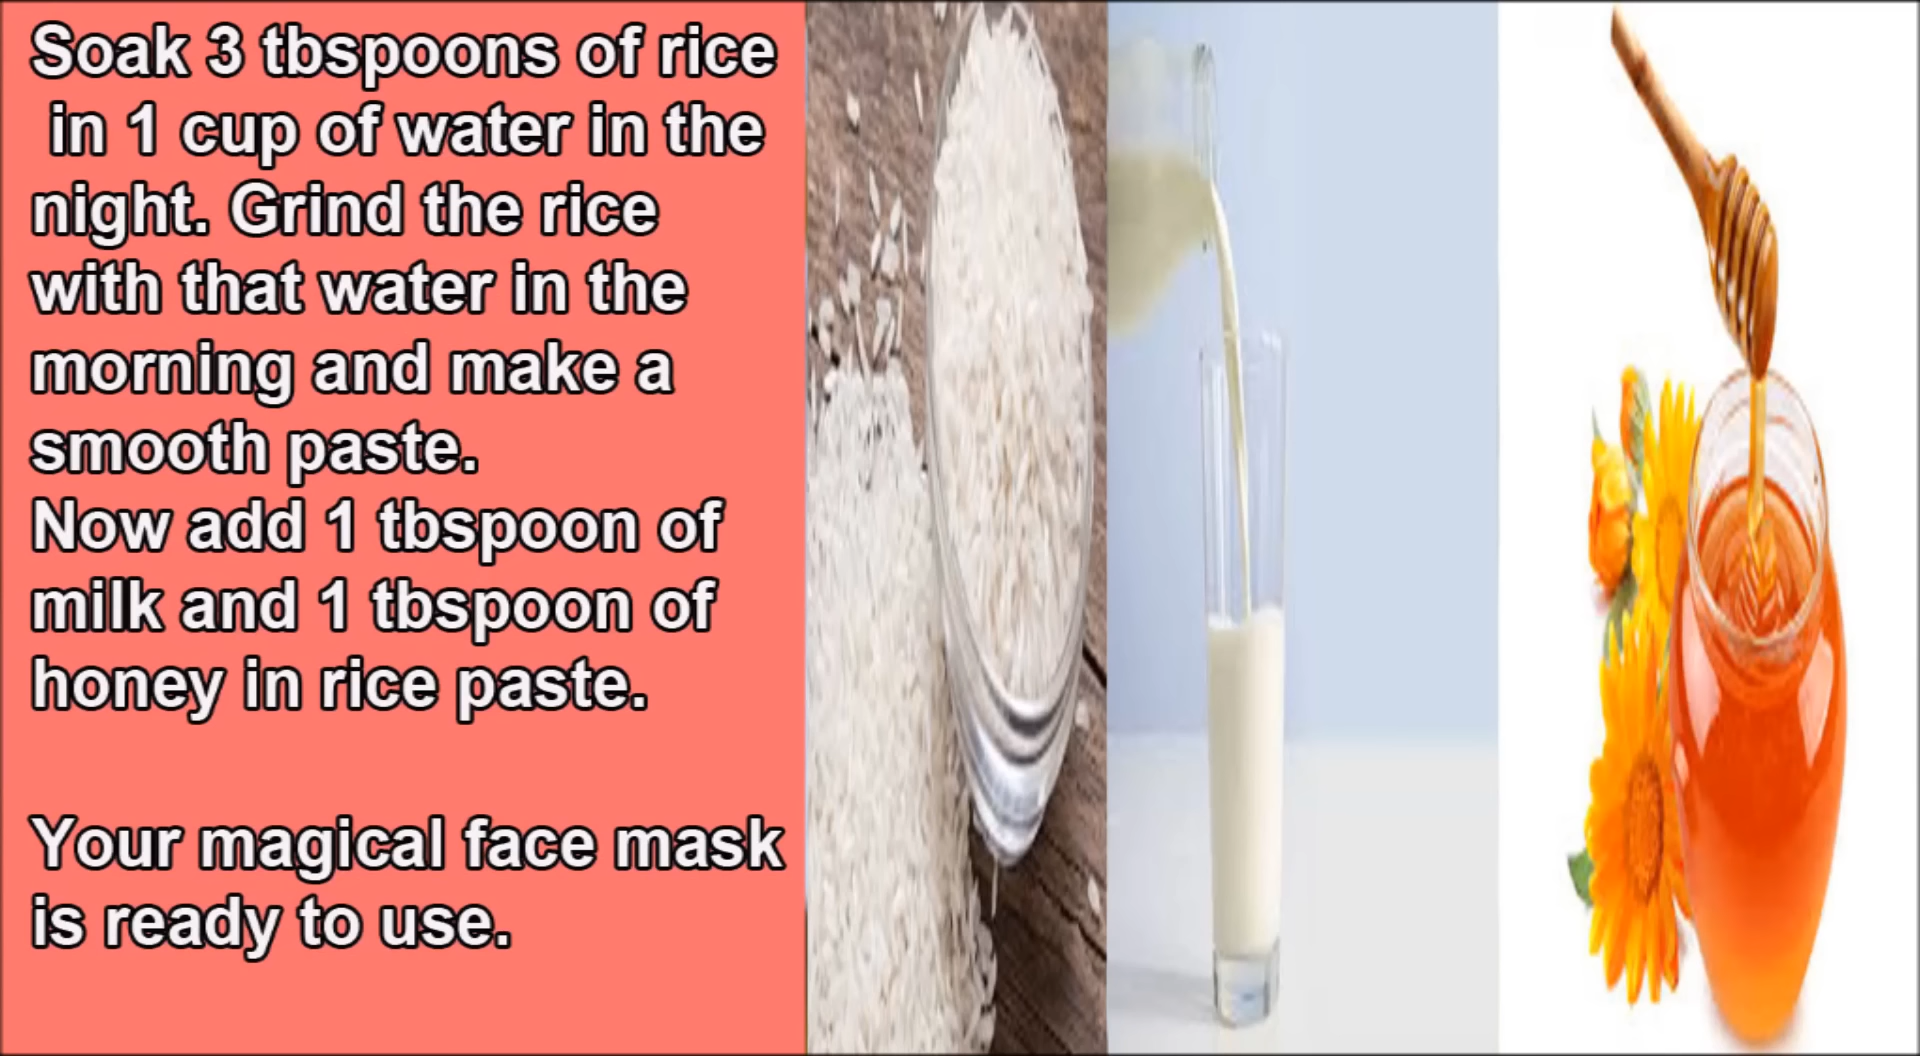 Soak 3 tbspoons of rice
in 1 cup of water in the
night. Grind the rice
with that water in the
morning and make a
smooth paste.
Now add 1 tbspoon of
milk and 1 tbspoon of
honey in rice paste.
Your magical face mask
is ready to use.